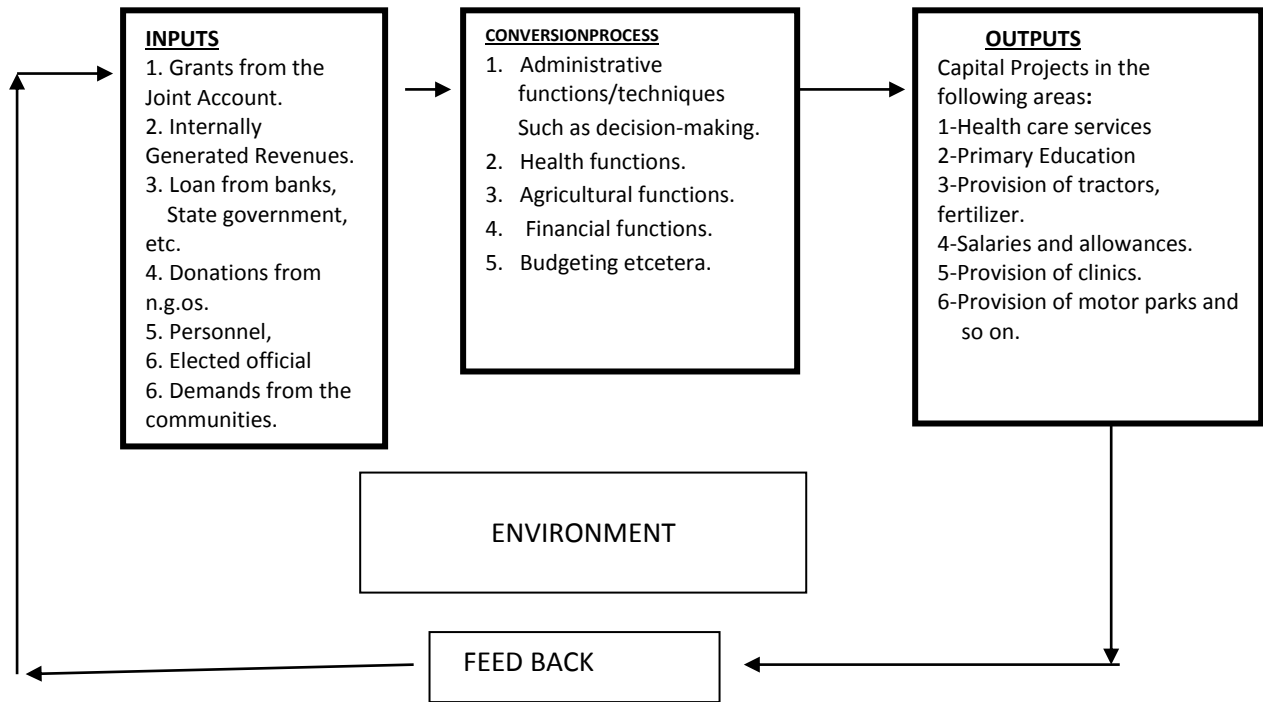 INPUTS
1. Grants from the
Joint Account.
2. Internally
Generated Revenues.
3. Loan from banks,
State government,
etc.
4. Donations from
n.g.os.
5. Personnel,
6. Elected official
6. Demands from the
communities.
CONVERSIONPROCESS
1. Administrative
functions/techniques
Such as decision-making.
2. Health functions.
3. Agricultural functions.
4. Financial functions.
5. Budgeting etcetera.
OUTPUTS
Capital Projects in the
following areas:
1-Health care services
2-Primary Education
3-Provision of tractors,
fertilizer.
4-Salaries and allowances.
5-Provision of clinics.
6-Provision of motor parks and
so on.
ENVIRONMENT
FEED BACK